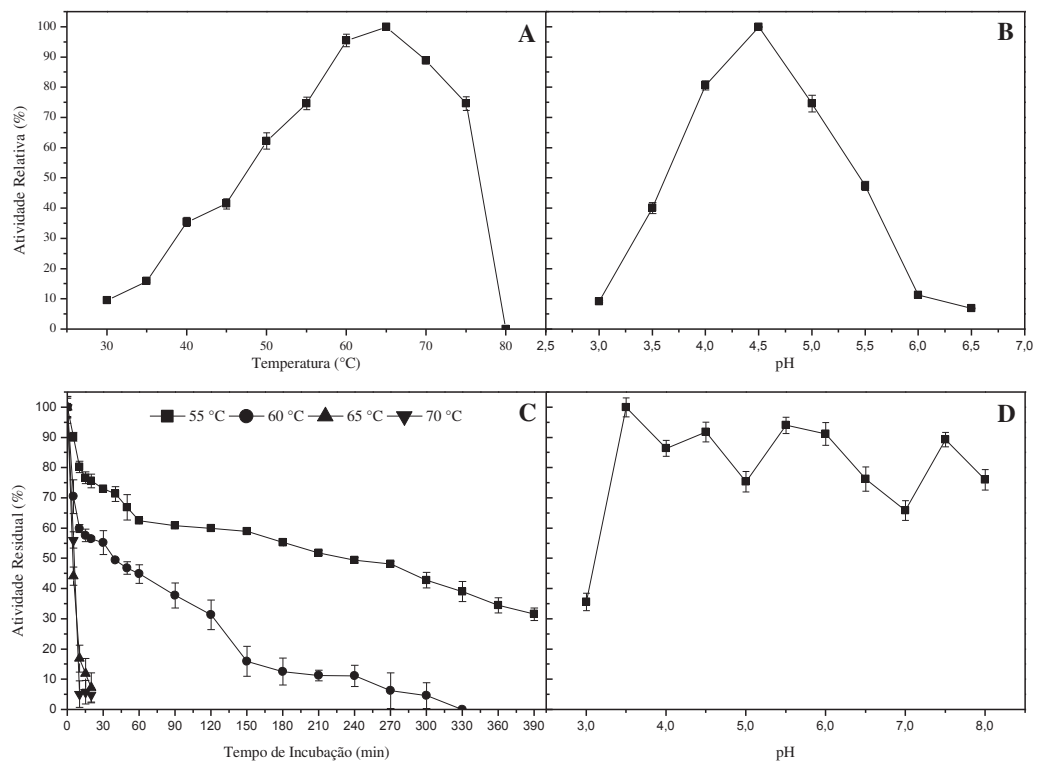 A
B
Atividade Relativa (%)
100
90
80
70
60
50
40
30
20
10
0
30 40 50 60 70 80
Temperatura (°C)
2,5 3,0 3,5 4,0 4,5 5,0 5,5 6,0 6,5 7,0
pH
C
D
55 °C 60 °C 65 °C 70 °C
Atividade Residual (%)
100
90
80
70
60
50
40
30
20
10
0
0 30 60 90 120 150 180 210 240 270 300 330 360 390
Tempo de Incubação (min)
3,0 4,0 5,0 6,0 7,0 8,0
pH